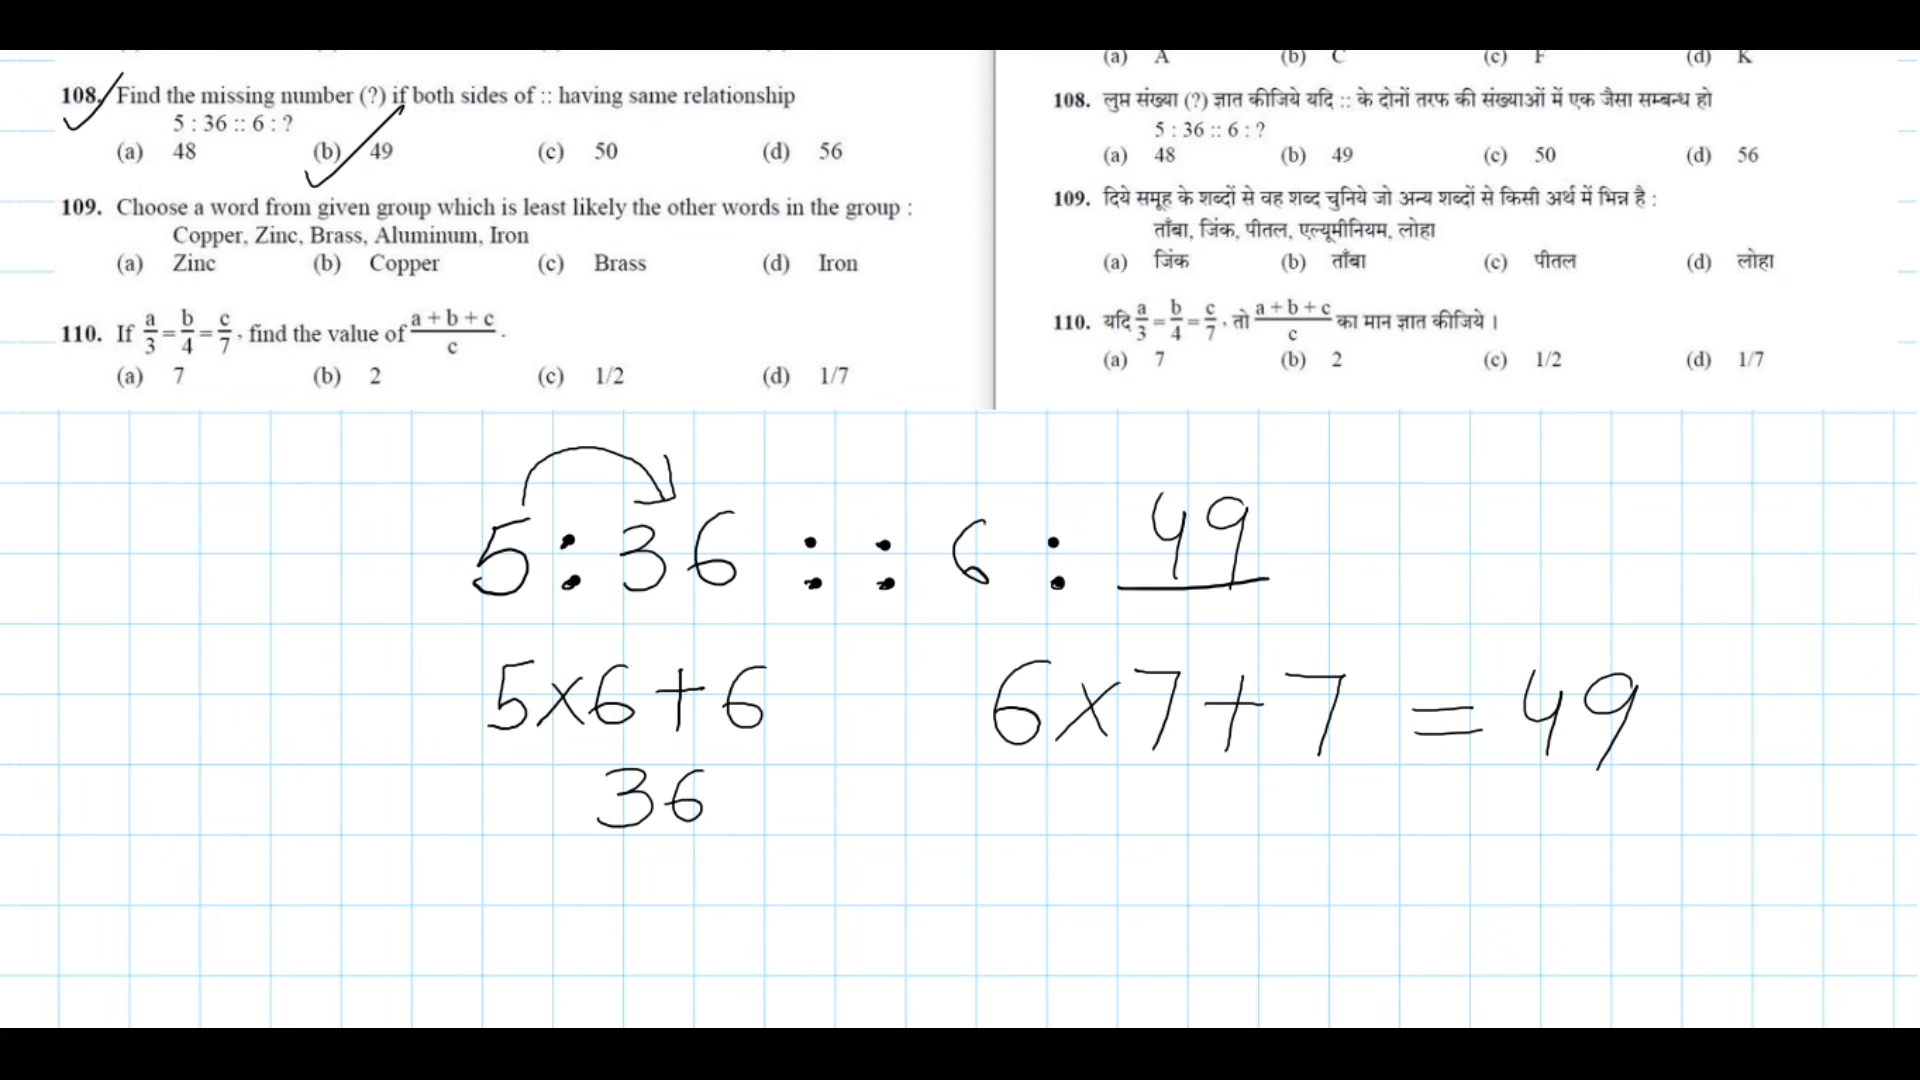 108. Find the missing number (?) if both sides of :: having same relationship
5 : 36 :: 6 : ?
(a) 48 (b) 49 (c) 50 (d) 56
109. Choose a word from given group which is least likely the other words in the group :
Copper, Zinc, Brass, Aluminum, Iron
(a) Zinc (b) Copper (c) Brass (d) Iron
110. If a/3 = b/4 = c/7, find the value of (a + b + c)/c .
(a) 7 (b) 2 (c) 1/2 (d) 1/7
(a) A (b) C (c) F (d) K
108. लुप्त संख्या (?) ज्ञात कीजिये यदि :: के दोनों तरफ की संख्याओं में एक जैसा सम्बन्ध हो
5 : 36 :: 6 : ?
(a) 48 (b) 49 (c) 50 (d) 56
109. दिये समूह के शब्दों से वह शब्द चुनिये जो अन्य शब्दों से किसी अर्थ में भिन्न है :
ताँबा, जिंक, पीतल, एल्यूमीनियम, लोहा
(a) जिंक (b) ताँबा (c) पीतल (d) लोहा
110. यदि a/3 = b/4 = c/7, तो (a + b + c)/c का मान ज्ञात कीजिये ।
(a) 7 (b) 2 (c) 1/2 (d) 1/7
5 : 36 :: 6 : 49
5×6+6 6×7+7 = 49
36